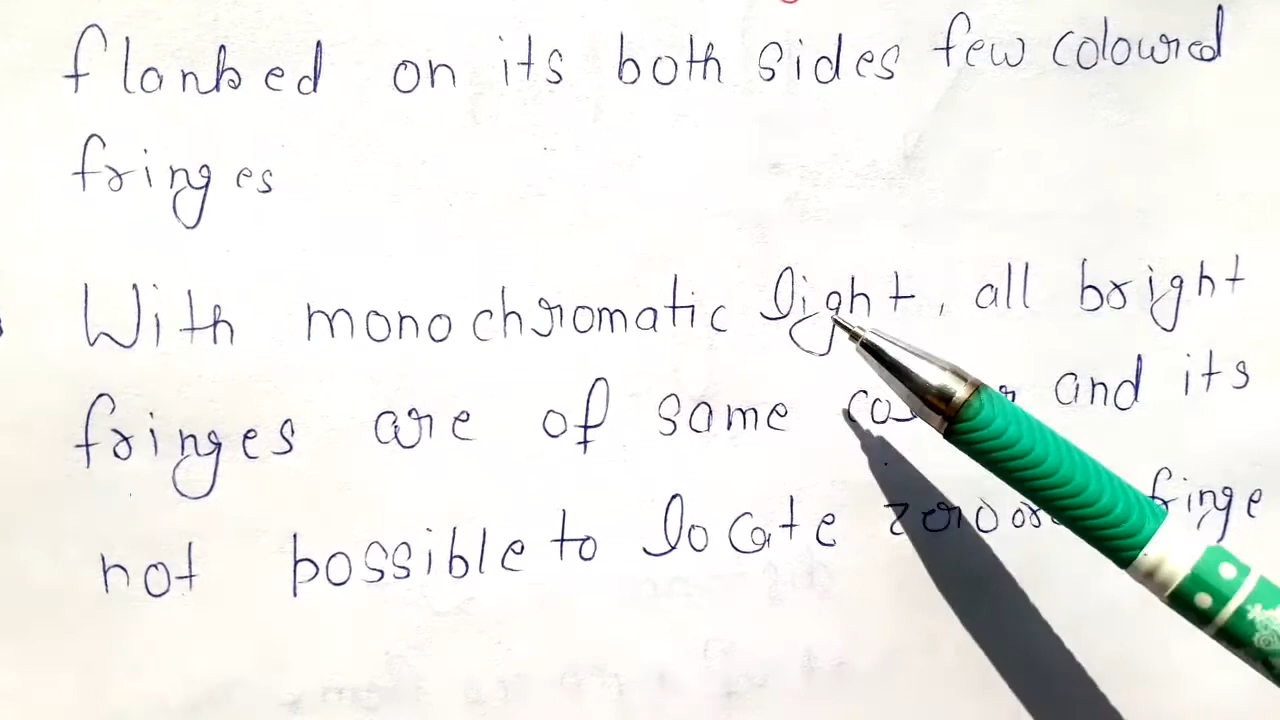 flanked on its both sides few coloured
fringes
With monochromatic light, all bright
fringes are of same and its
not possible to locate zero fringe